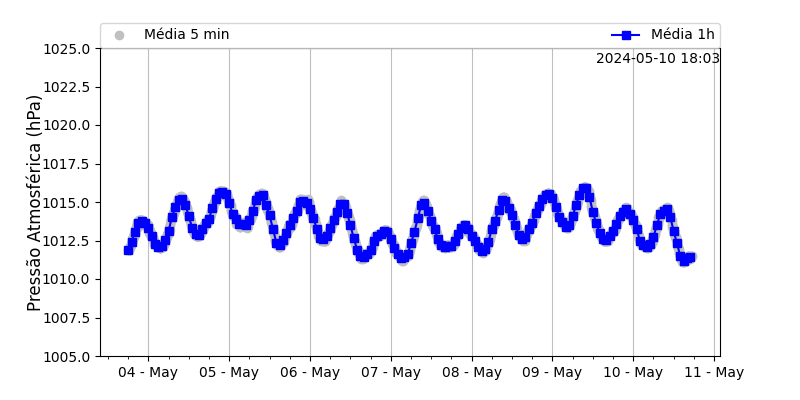 Média 5 min
Média 1h
2024-05-10 18:03
Pressão Atmosférica (hPa)
1025.0
1022.5
1020.0
1017.5
1015.0
1012.5
1010.0
1007.5
1005.0
04 - May
05 - May
06 - May
07 - May
08 - May
09 - May
10 - May
11 - May